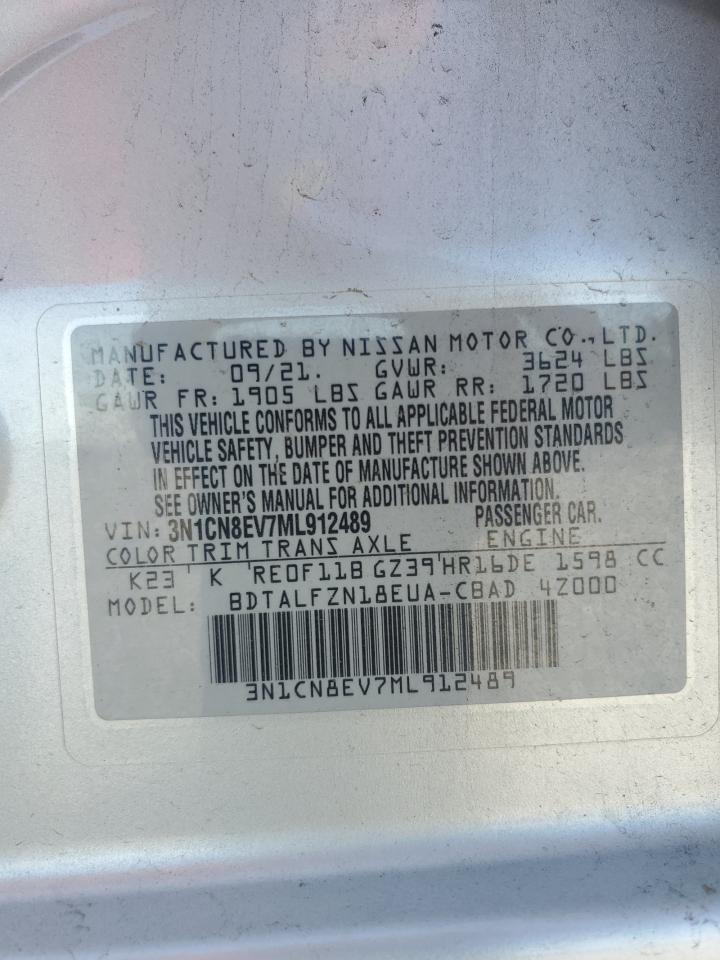 MANUFACTURED BY NISSAN MOTOR CO., LTD.
DATE: 09/21. GVWR: 3624 LBS
GAWR FR: 1905 LBS GAWR RR: 1720 LBS
THIS VEHICLE CONFORMS TO ALL APPLICABLE FEDERAL MOTOR
VEHICLE SAFETY, BUMPER AND THEFT PREVENTION STANDARDS
IN EFFECT ON THE DATE OF MANUFACTURE SHOWN ABOVE.
SEE OWNER'S MANUAL FOR ADDITIONAL INFORMATION.
VIN: 3N1CN8EV7ML912489 PASSENGER CAR.
COLOR TRIM TRANS AXLE ENGINE
K23 K RE0F11B GZ39 HR16DE 1598 CC
MODEL: BDTALFZN18EUA-CBAD 4Z000
3N1CN8EV7ML912489